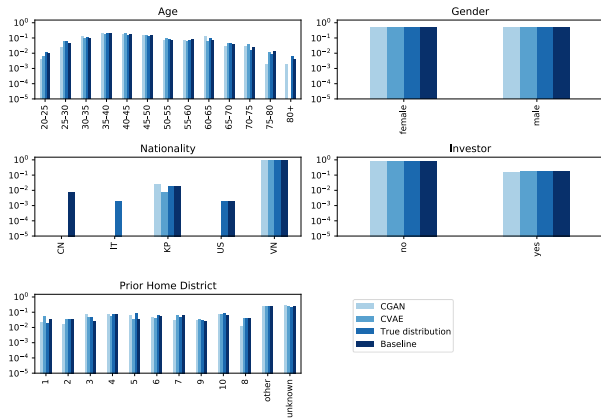 Age
Gender
10^0
10^-1
10^-2
10^-3
10^-4
10^-5
20-25
25-30
30-35
35-40
40-45
45-50
50-55
55-60
60-65
65-70
70-75
75-80
80+
10^0
10^-1
10^-2
10^-3
10^-4
10^-5
female
male
Nationality
Investor
10^0
10^-1
10^-2
10^-3
10^-4
10^-5
CN
IT
KP
US
VN
10^0
10^-1
10^-2
10^-3
10^-4
10^-5
no
yes
Prior Home District
10^0
10^-1
10^-2
10^-3
10^-4
10^-5
1
2
3
4
5
6
7
9
10
8
other
unknown
CGAN
CVAE
True distribution
Baseline